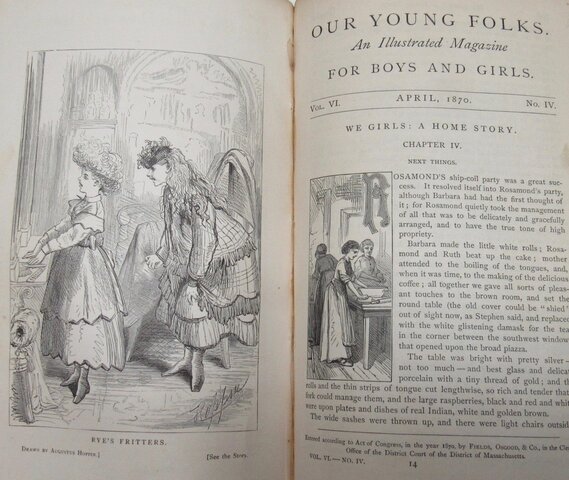 RYE'S FRITTERS.
DRAWN BY AUGUSTUS HOPPIN.]
[See the Story.
OUR YOUNG FOLKS.
An Illustrated Magazine
FOR BOYS AND GIRLS.
VOL. VI.
APRIL, 1870.
NO. IV.
WE GIRLS: A HOME STORY.
CHAPTER IV.
NEXT THINGS.
ROSAMOND'S ship-coil party was a great suc-
cess. It resolved itself into Rosamond's party,
although Barbara had had the first thought of
it; for Rosamond quietly took the management
of all that was to be delicately and gracefully
arranged, and to have the true tone of high
propriety.
Barbara made the little white rolls; Rosa-
mond and Ruth beat up the cake; mother
attended to the boiling of the tongues, and,
when it was time, to the making of the delicious
coffee; all together we gave all sorts of pleas-
ant touches to the brown room, and set the
round table (the old cover could be "shied"
out of sight now, as Stephen said, and replaced
with the white glistening damask for the tea
in the corner between the southwest windows
that opened upon the broad piazza.
The table was bright with pretty silver—
not too much—and best glass and delicate
porcelain with a tiny thread of gold; and the
rolls and the thin strips of tongue cut lengthwise, so rich and tender that
fork could manage them, and the large raspberries, black and red and white
were upon plates and dishes of real Indian, white and golden brown.
The wide sashes were thrown up, and there were light chairs outside
Entered according to Act of Congress, in the year 1870, by FIELDS, OSGOOD, & CO., in the Clerk's
Office of the District Court of the District of Massachusetts.
VOL. VI.—NO. IV.
14